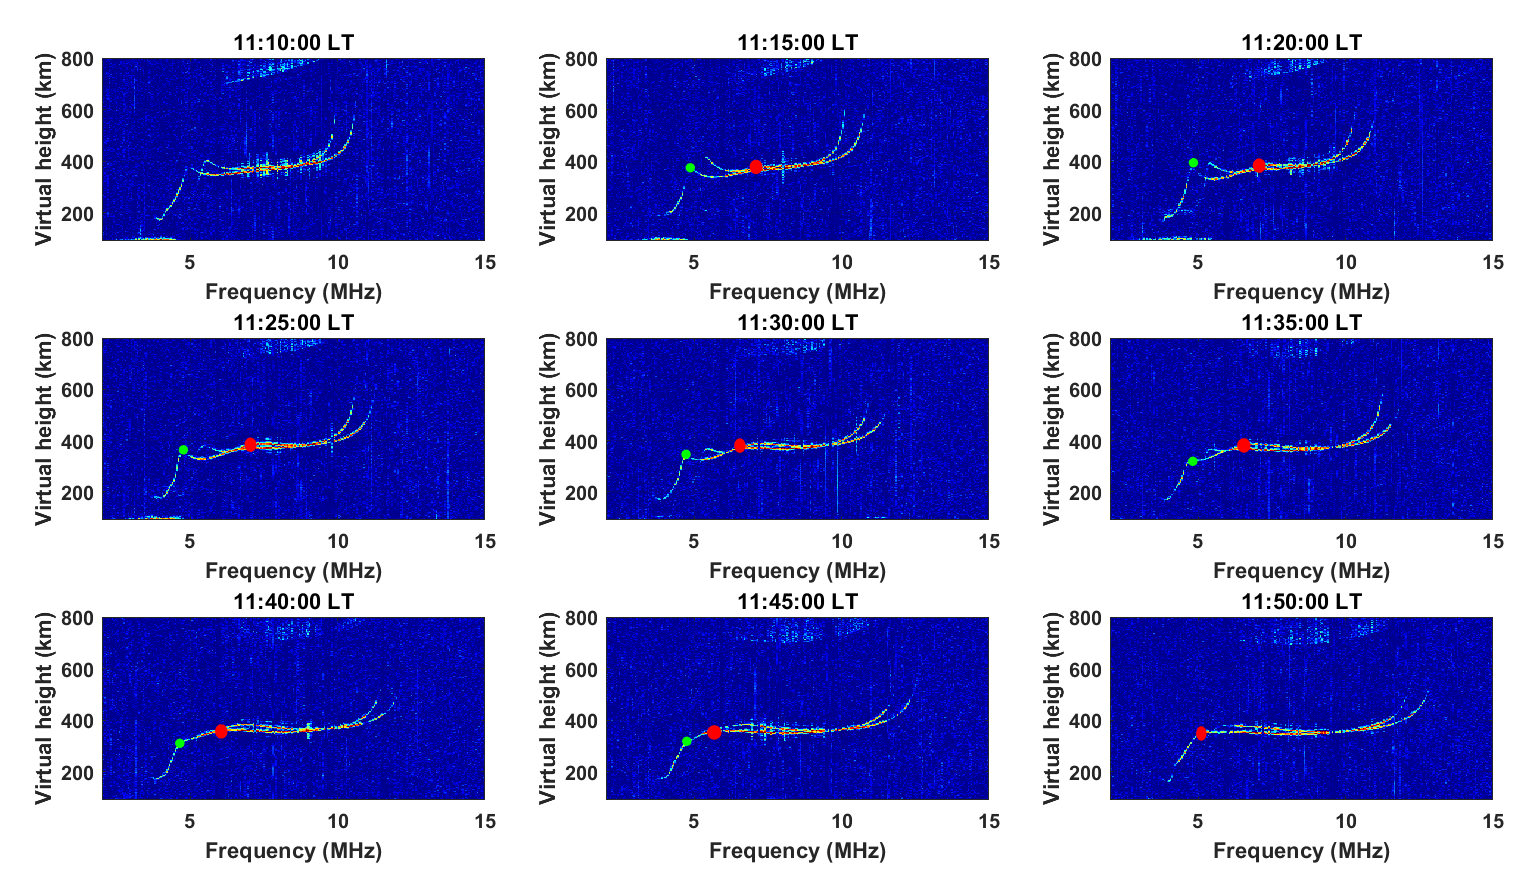 11:10:00 LT
11:15:00 LT
11:20:00 LT
Virtual height (km)
800
600
400
200
5
10
15
Frequency (MHz)
Virtual height (km)
800
600
400
200
5
10
15
Frequency (MHz)
Virtual height (km)
800
600
400
200
5
10
15
Frequency (MHz)
11:25:00 LT
11:30:00 LT
11:35:00 LT
Virtual height (km)
800
600
400
200
5
10
15
Frequency (MHz)
Virtual height (km)
800
600
400
200
5
10
15
Frequency (MHz)
Virtual height (km)
800
600
400
200
5
10
15
Frequency (MHz)
11:40:00 LT
11:45:00 LT
11:50:00 LT
Virtual height (km)
800
600
400
200
5
10
15
Frequency (MHz)
Virtual height (km)
800
600
400
200
5
10
15
Frequency (MHz)
Virtual height (km)
800
600
400
200
5
10
15
Frequency (MHz)